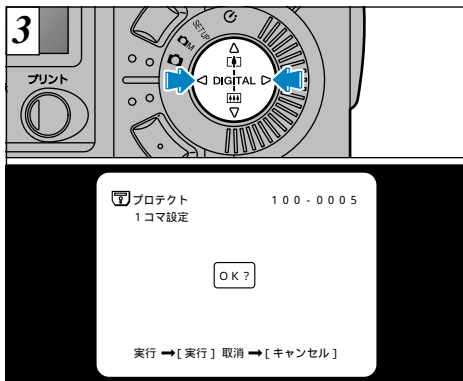 3
SETUP
M
プリント
DIGITAL
プロテクト 100-0005
1コマ設定
OK?
実行 ➡[実行] 取消 ➡[キャンセル]